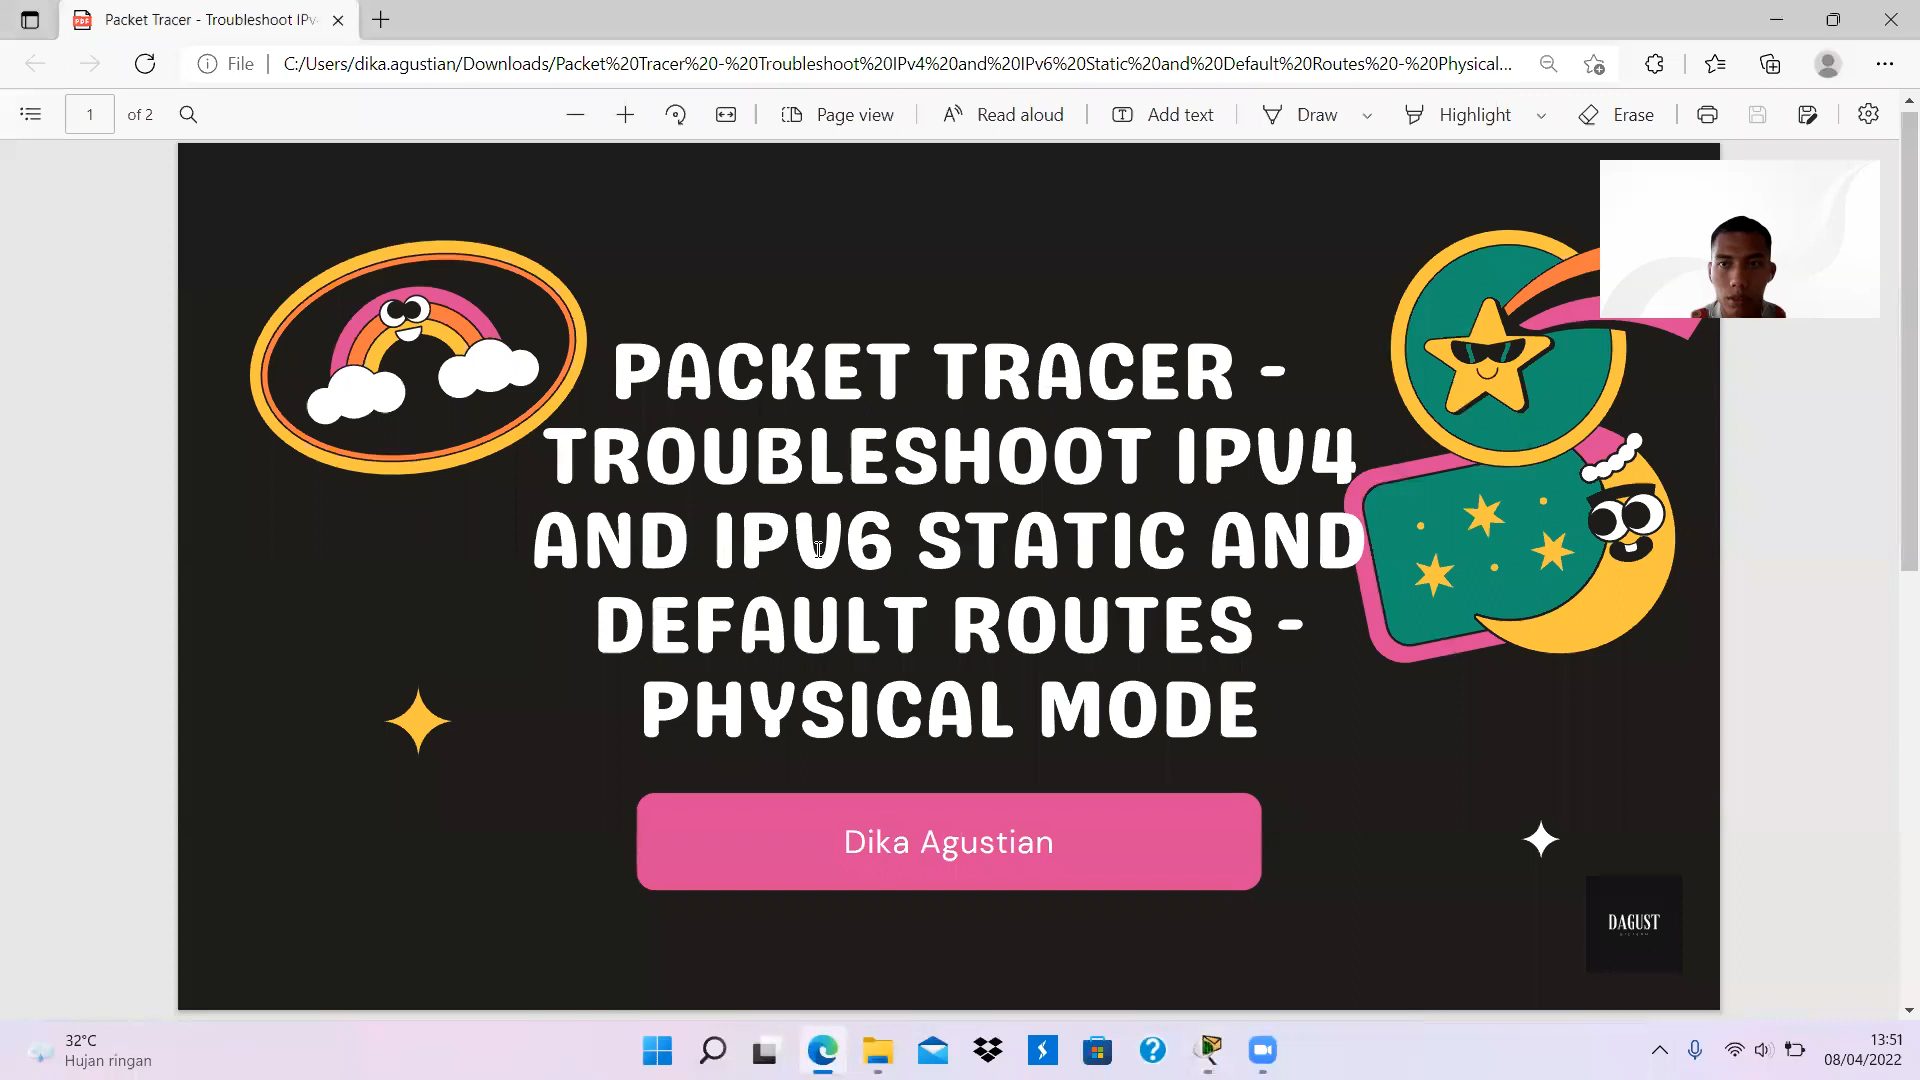 Packet Tracer - Troubleshoot IPv
File
C:/Users/dika.agustian/Downloads/Packet%20Tracer%20-%20Troubleshoot%20IPv4%20and%20IPv6%20Static%20and%20Default%20Routes%20-%20Physical...
1 of 2
Page view
Read aloud
Add text
Draw
Highlight
Erase
PACKET TRACER -
TROUBLESHOOT IPV4
AND IPV6 STATIC AND
DEFAULT ROUTES -
PHYSICAL MODE
Dika Agustian
DAGUST
32°C
Hujan ringan
13:51
08/04/2022